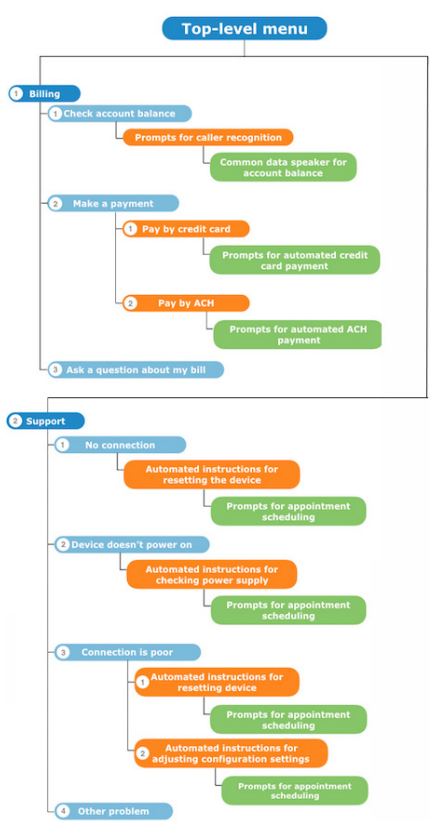 Top-level menu
1 Billing
1 Check account balance
Prompts for caller recognition
Common data speaker for
account balance
2 Make a payment
1 Pay by credit card
Prompts for automated credit
card payment
2 Pay by ACH
Prompts for automated ACH
payment
3 Ask a question about my bill
2 Support
1 No connection
Automated instructions for
resetting the device
Prompts for appointment
scheduling
2 Device doesn't power on
Automated instructions for
checking power supply
Prompts for appointment
scheduling
3 Connection is poor
1 Automated instructions for
resetting device
Prompts for appointment
scheduling
2 Automated instructions for
adjusting configuration settings
Prompts for appointment
scheduling
4 Other problem